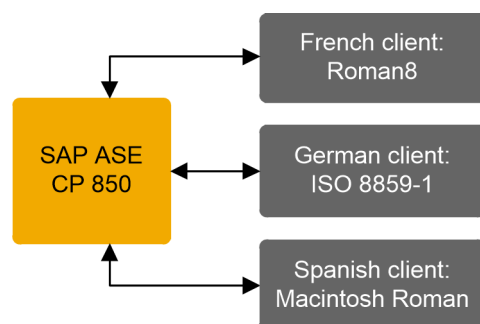 SAP ASE
CP 850
French client:
Roman8
German client:
ISO 8859-1
Spanish client:
Macintosh Roman